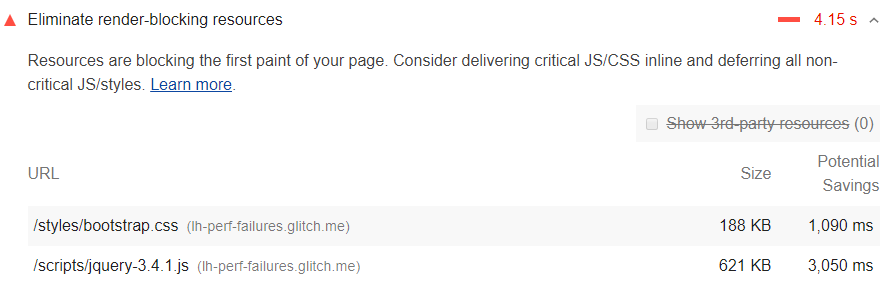 Eliminate render-blocking resources 4.15 s
Resources are blocking the first paint of your page. Consider delivering critical JS/CSS inline and deferring all non-
critical JS/styles. Learn more.
Show 3rd-party resources (0)
URL Size Potential
Savings
/styles/bootstrap.css (lh-perf-failures.glitch.me) 188 KB 1,090 ms
/scripts/jquery-3.4.1.js (lh-perf-failures.glitch.me) 621 KB 3,050 ms